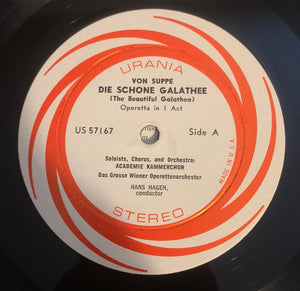 URANIA
VON SUPPE
DIE SCHONE GALATHEE
(The Beautiful Galathea)
Operetta in 1 Act
US 57167
Side A
MADE IN U.S.A.
Soloists, Chorus, and Orchestra:
ACADEMIE KAMMERCHOR
Das Grosse Wiener Operettenorchester
HANS HAGEN,
conductor
STEREO